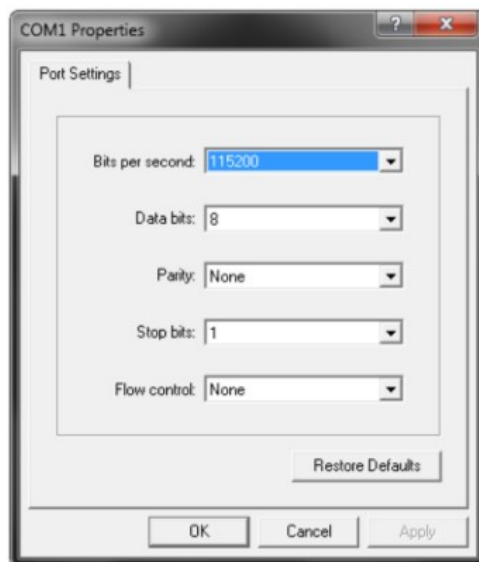 COM1 Properties
?
Port Settings
Bits per second: 115200
Data bits: 8
Parity: None
Stop bits: 1
Flow control: None
Restore Defaults
OK Cancel Apply